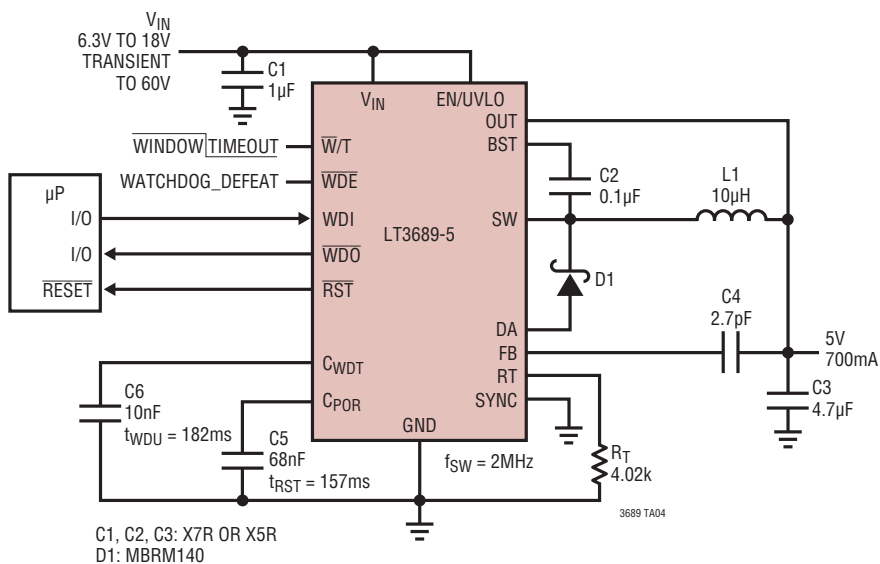 VIN
6.3V TO 18V
TRANSIENT
TO 60V
C1
1µF
VIN
EN/UVLO
OUT
BST
WINDOW TIMEOUT
W/T
C2
0.1µF
L1
10µH
µP
WATCHDOG_DEFEAT
WDE
I/O
WDI
LT3689-5
SW
I/O
WDO
D1
RESET
RST
C4
2.7pF
DA
5V
700mA
FB
CWDT
RT
C6
10nF
tWDU = 182ms
CPOR
SYNC
C3
4.7µF
C5
68nF
tRST = 157ms
GND
fSW = 2MHz
RT
4.02k
3689 TA04
C1, C2, C3: X7R OR X5R
D1: MBRM140